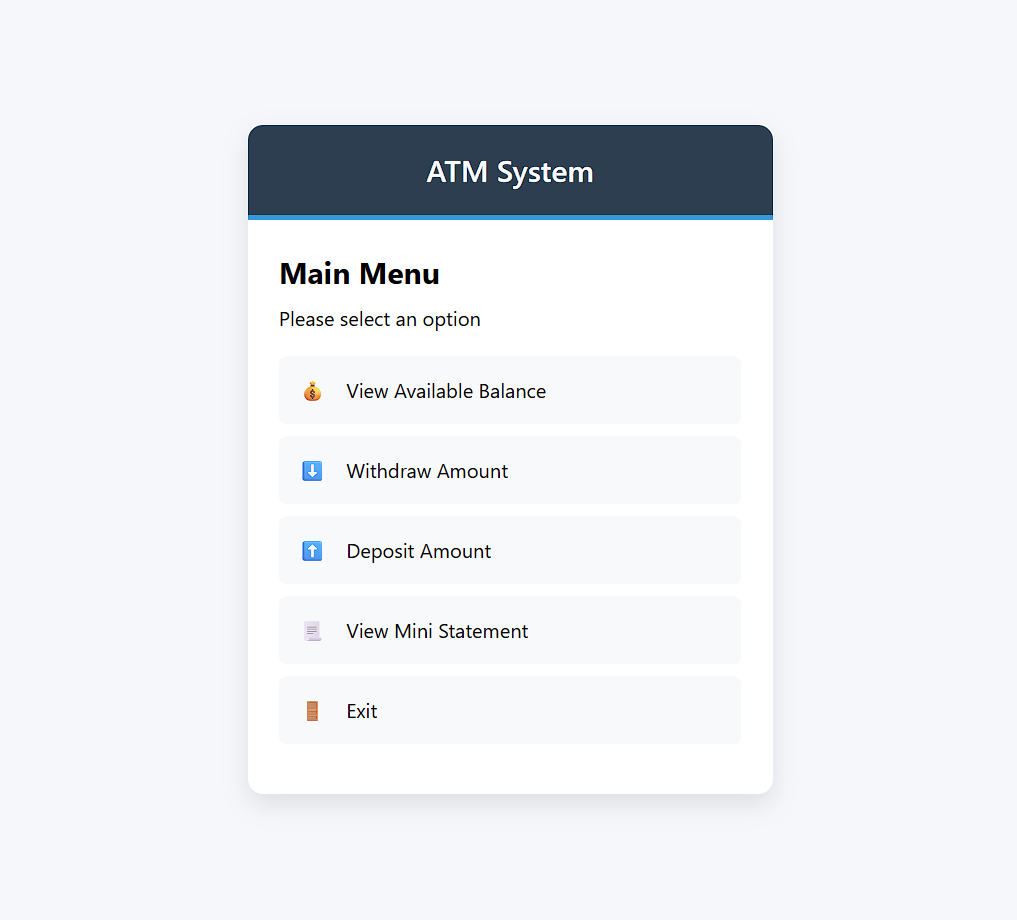 ATM System
Main Menu
Please select an option
View Available Balance
Withdraw Amount
Deposit Amount
View Mini Statement
Exit